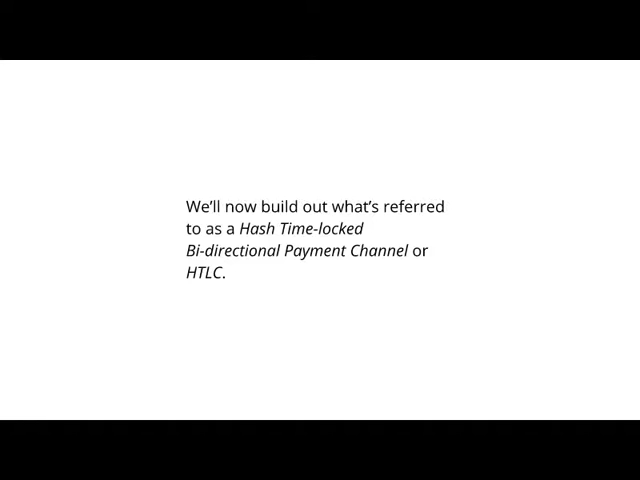 We’ll now build out what’s referred
to as a Hash Time-locked
Bi-directional Payment Channel or
HTLC.